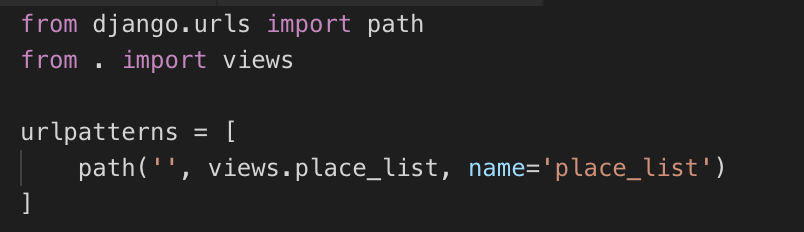 from django.urls import path
from . import views
urlpatterns = [
path('', views.place_list, name='place_list')
]